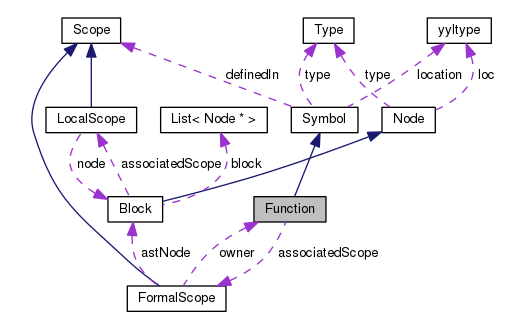 Scope
Type
yyltype
definedIn
type
location
type
loc
LocalScope
List< Node * >
Symbol
Node
node
associatedScope
block
Block
Function
astNode
owner
associatedScope
FormalScope